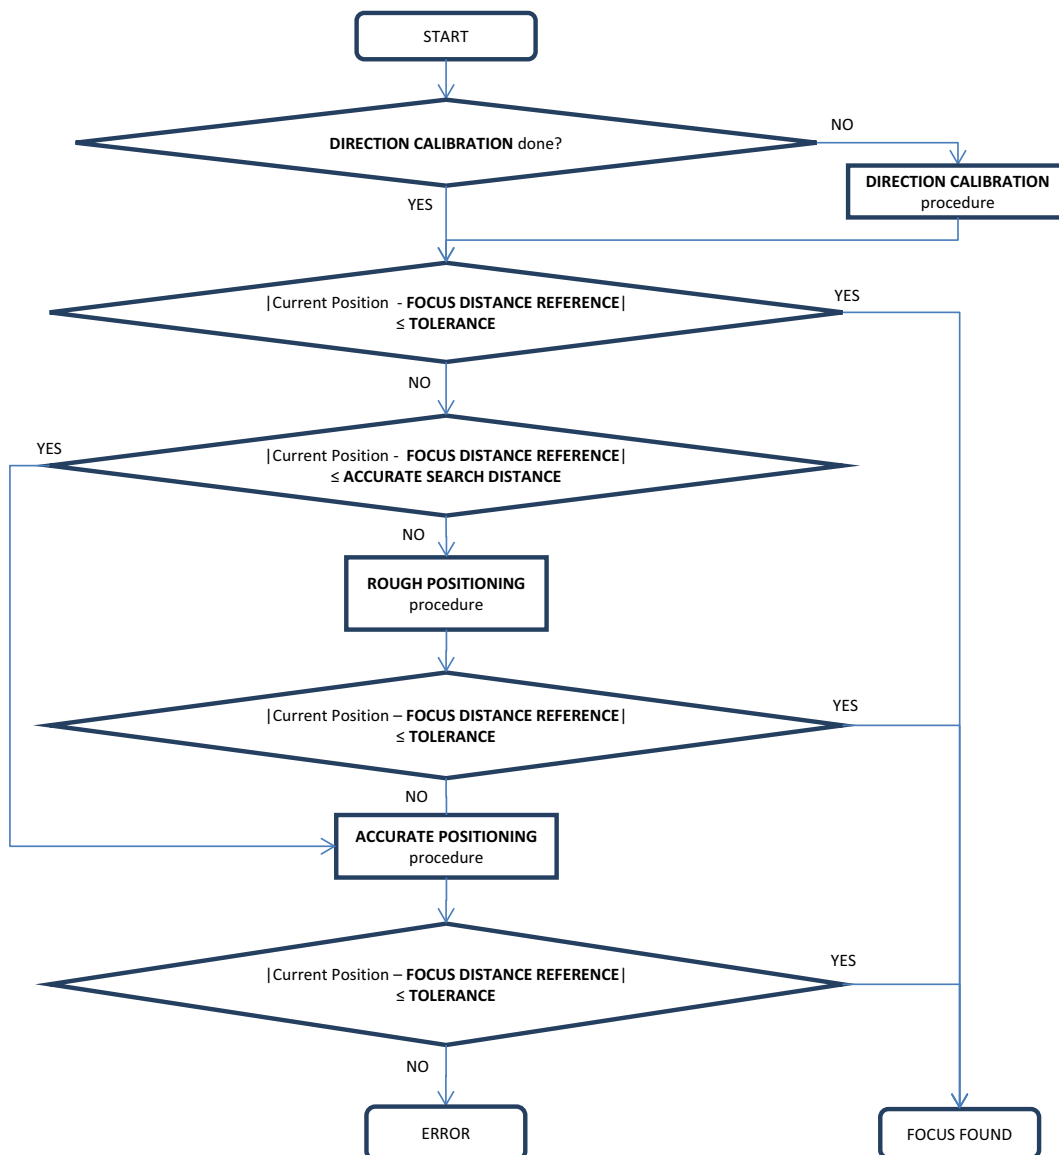 START
DIRECTION CALIBRATION done?
NO
DIRECTION CALIBRATION
procedure
YES
|Current Position - FOCUS DISTANCE REFERENCE|
≤ TOLERANCE
YES
NO
YES
|Current Position - FOCUS DISTANCE REFERENCE|
≤ ACCURATE SEARCH DISTANCE
NO
ROUGH POSITIONING
procedure
|Current Position – FOCUS DISTANCE REFERENCE|
≤ TOLERANCE
YES
NO
ACCURATE POSITIONING
procedure
|Current Position – FOCUS DISTANCE REFERENCE|
≤ TOLERANCE
YES
NO
ERROR
FOCUS FOUND